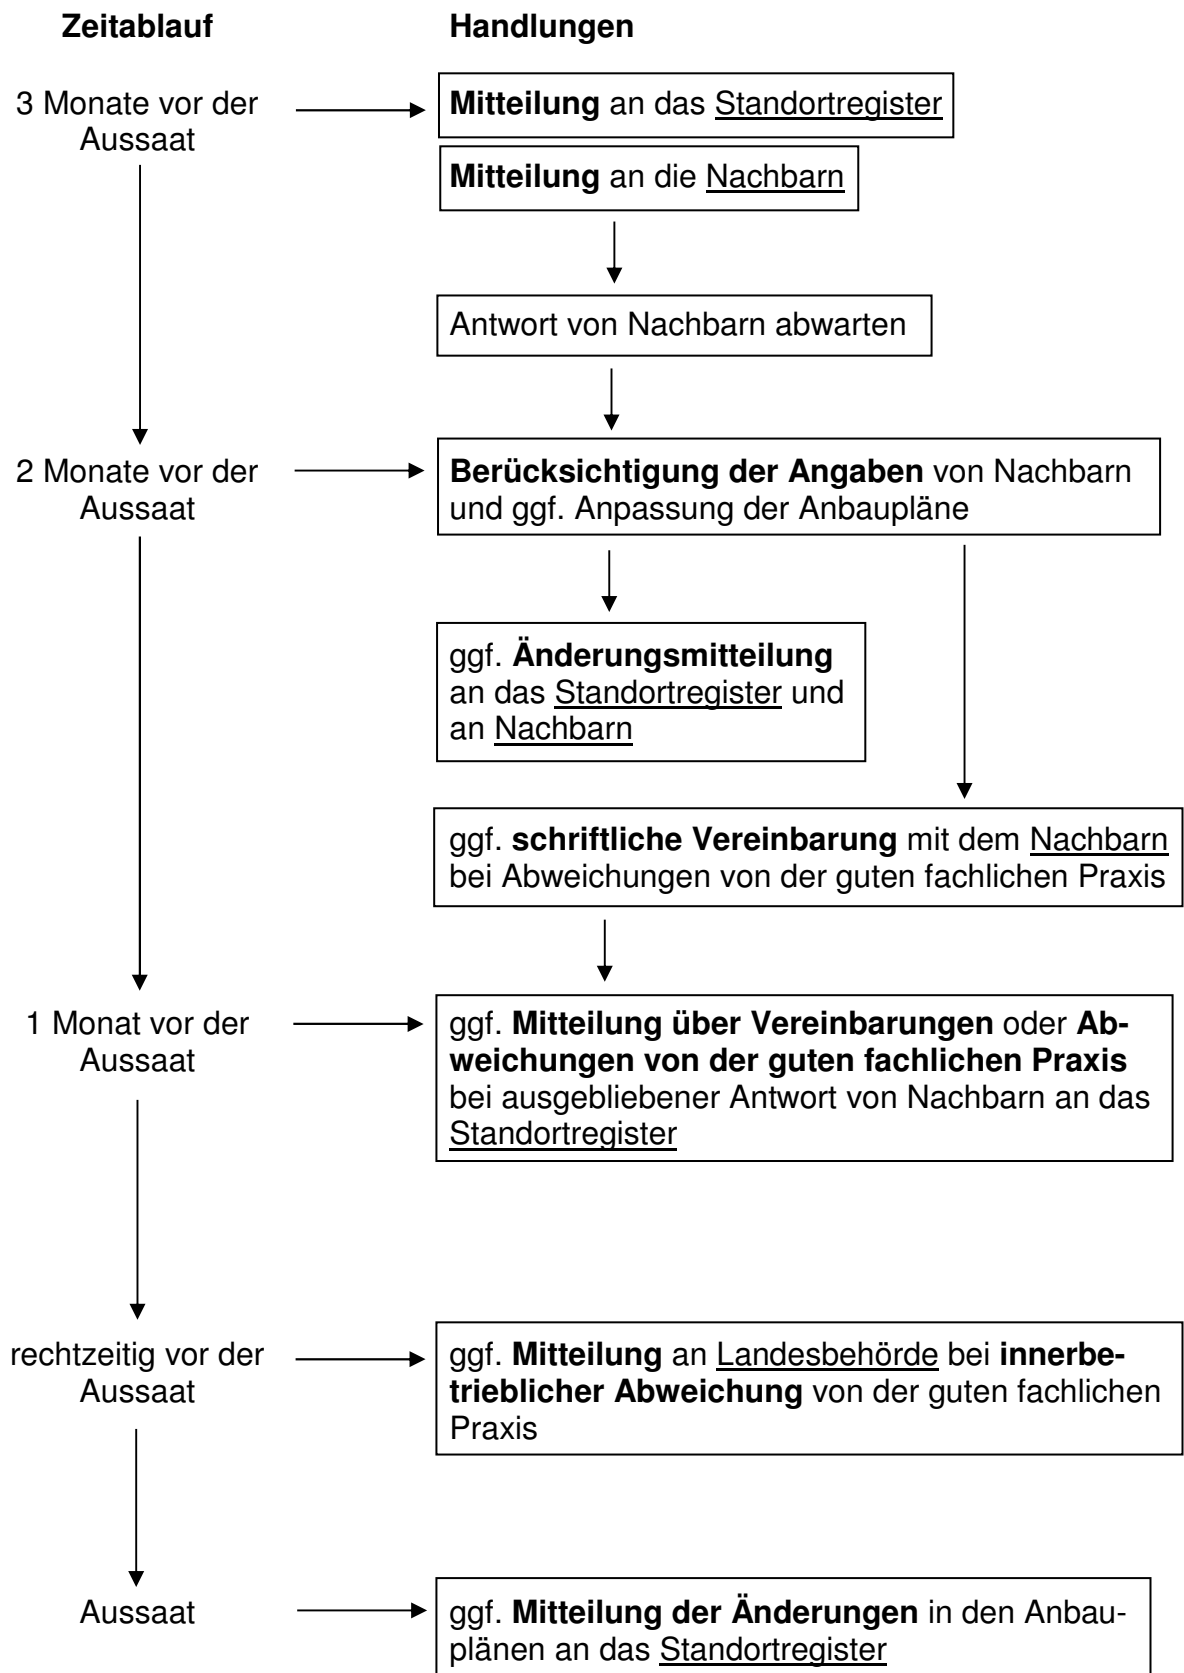 Zeitablauf
Handlungen
3 Monate vor der
Aussaat
Mitteilung an das Standortregister
Mitteilung an die Nachbarn
Antwort von Nachbarn abwarten
2 Monate vor der
Aussaat
Berücksichtigung der Angaben von Nachbarn
und ggf. Anpassung der Anbaupläne
ggf. Änderungsmitteilung
an das Standortregister und
an Nachbarn
ggf. schriftliche Vereinbarung mit dem Nachbarn
bei Abweichungen von der guten fachlichen Praxis
1 Monat vor der
Aussaat
ggf. Mitteilung über Vereinbarungen oder Ab-
weichungen von der guten fachlichen Praxis
bei ausgebliebener Antwort von Nachbarn an das
Standortregister
rechtzeitig vor der
Aussaat
ggf. Mitteilung an Landesbehörde bei innerbe-
trieblicher Abweichung von der guten fachlichen
Praxis
Aussaat
ggf. Mitteilung der Änderungen in den Anbau-
plänen an das Standortregister